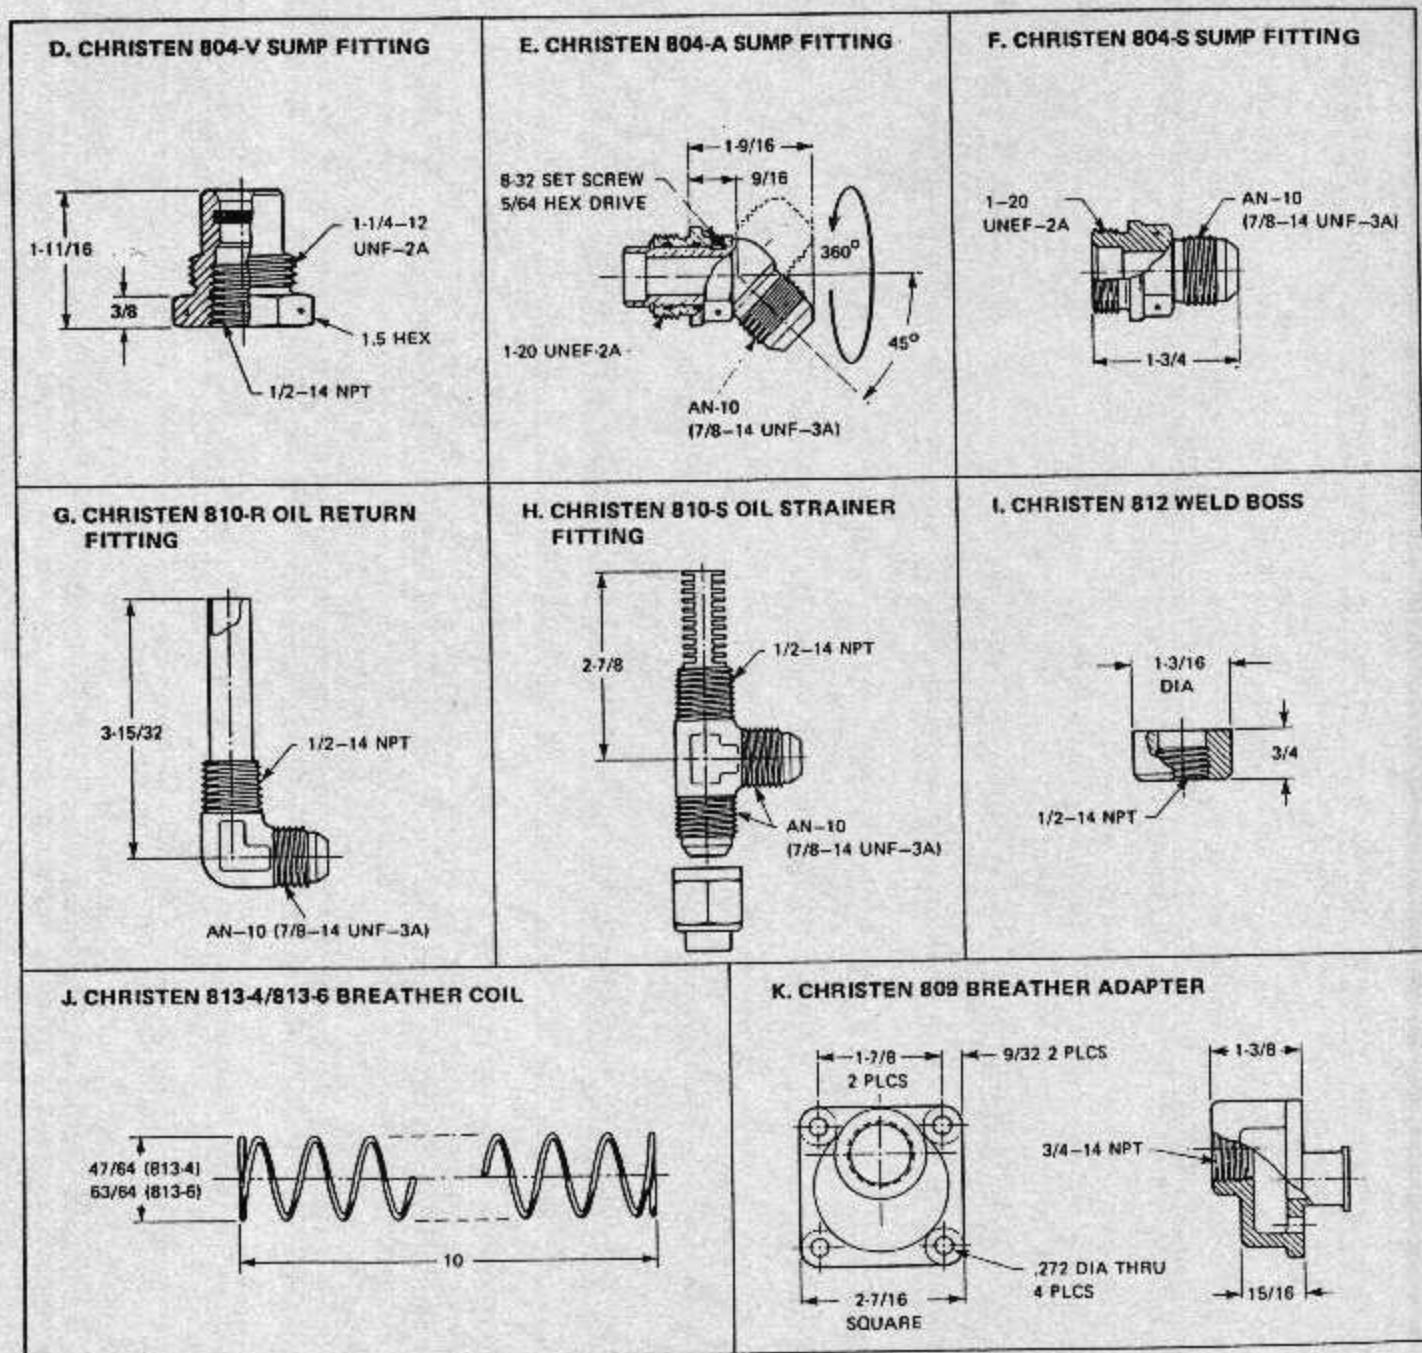 D. CHRISTEN 804-V SUMP FITTING
1-11/16
3/8
1-1/4–12
UNF–2A
1.5 HEX
1/2–14 NPT
E. CHRISTEN 804-A SUMP FITTING
1-9/16
9/16
8-32 SET SCREW
5/64 HEX DRIVE
360°
45°
1-20 UNEF-2A
AN-10
(7/8–14 UNF–3A)
F. CHRISTEN 804-S SUMP FITTING
1–20
UNEF–2A
AN–10
(7/8–14 UNF–3A)
1-3/4
G. CHRISTEN 810-R OIL RETURN
FITTING
3-15/32
1/2–14 NPT
AN–10 (7/8–14 UNF–3A)
H. CHRISTEN 810-S OIL STRAINER
FITTING
2-7/8
1/2–14 NPT
AN–10
(7/8–14 UNF–3A)
I. CHRISTEN 812 WELD BOSS
1-3/16
DIA
3/4
1/2–14 NPT
J. CHRISTEN 813-4/813-6 BREATHER COIL
47/64 (813-4)
63/64 (813-6)
10
K. CHRISTEN 809 BREATHER ADAPTER
1-7/8
2 PLCS
9/32 2 PLCS
1-3/8
3/4–14 NPT
.272 DIA THRU
4 PLCS
2-7/16
SQUARE
15/16